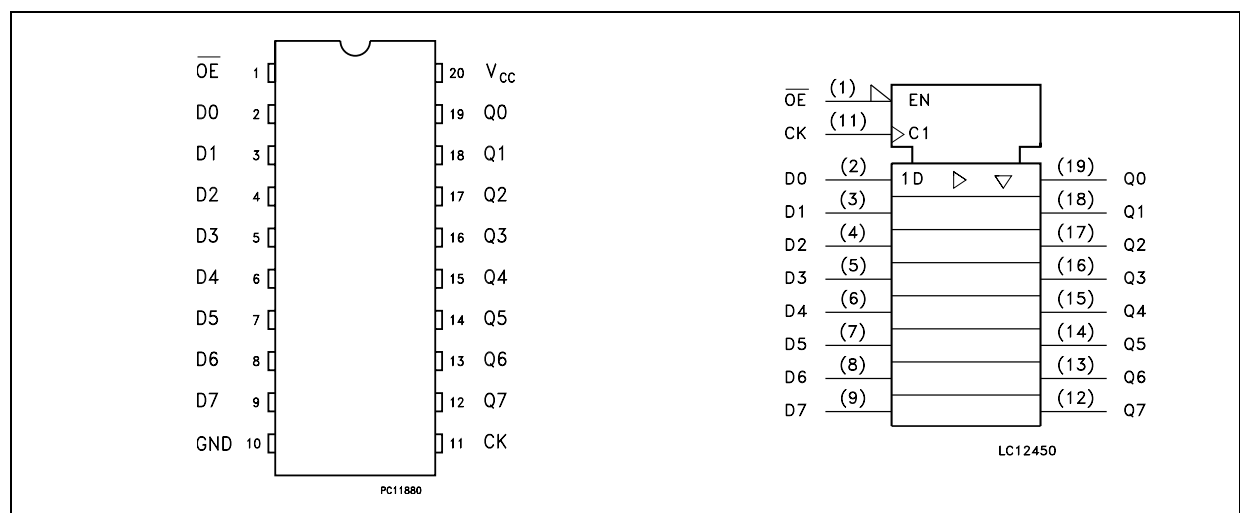 OE 1 20 VCC
D0 2 19 Q0
D1 3 18 Q1
D2 4 17 Q2
D3 5 16 Q3
D4 6 15 Q4
D5 7 14 Q5
D6 8 13 Q6
D7 9 12 Q7
GND 10 11 CK
PC11880
OE (1) EN
CK (11) C1
D0 (2) 1D (19) Q0
D1 (3) (18) Q1
D2 (4) (17) Q2
D3 (5) (16) Q3
D4 (6) (15) Q4
D5 (7) (14) Q5
D6 (8) (13) Q6
D7 (9) (12) Q7
LC12450